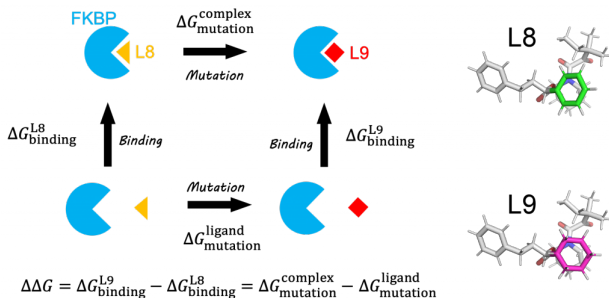 FKBP
L8
ΔG^complex_mutation
Mutation
L9
L8
ΔG^L8_binding
Binding
Binding
ΔG^L9_binding
Mutation
ΔG^ligand_mutation
L9
ΔΔG = ΔG^L9_binding − ΔG^L8_binding = ΔG^complex_mutation − ΔG^ligand_mutation